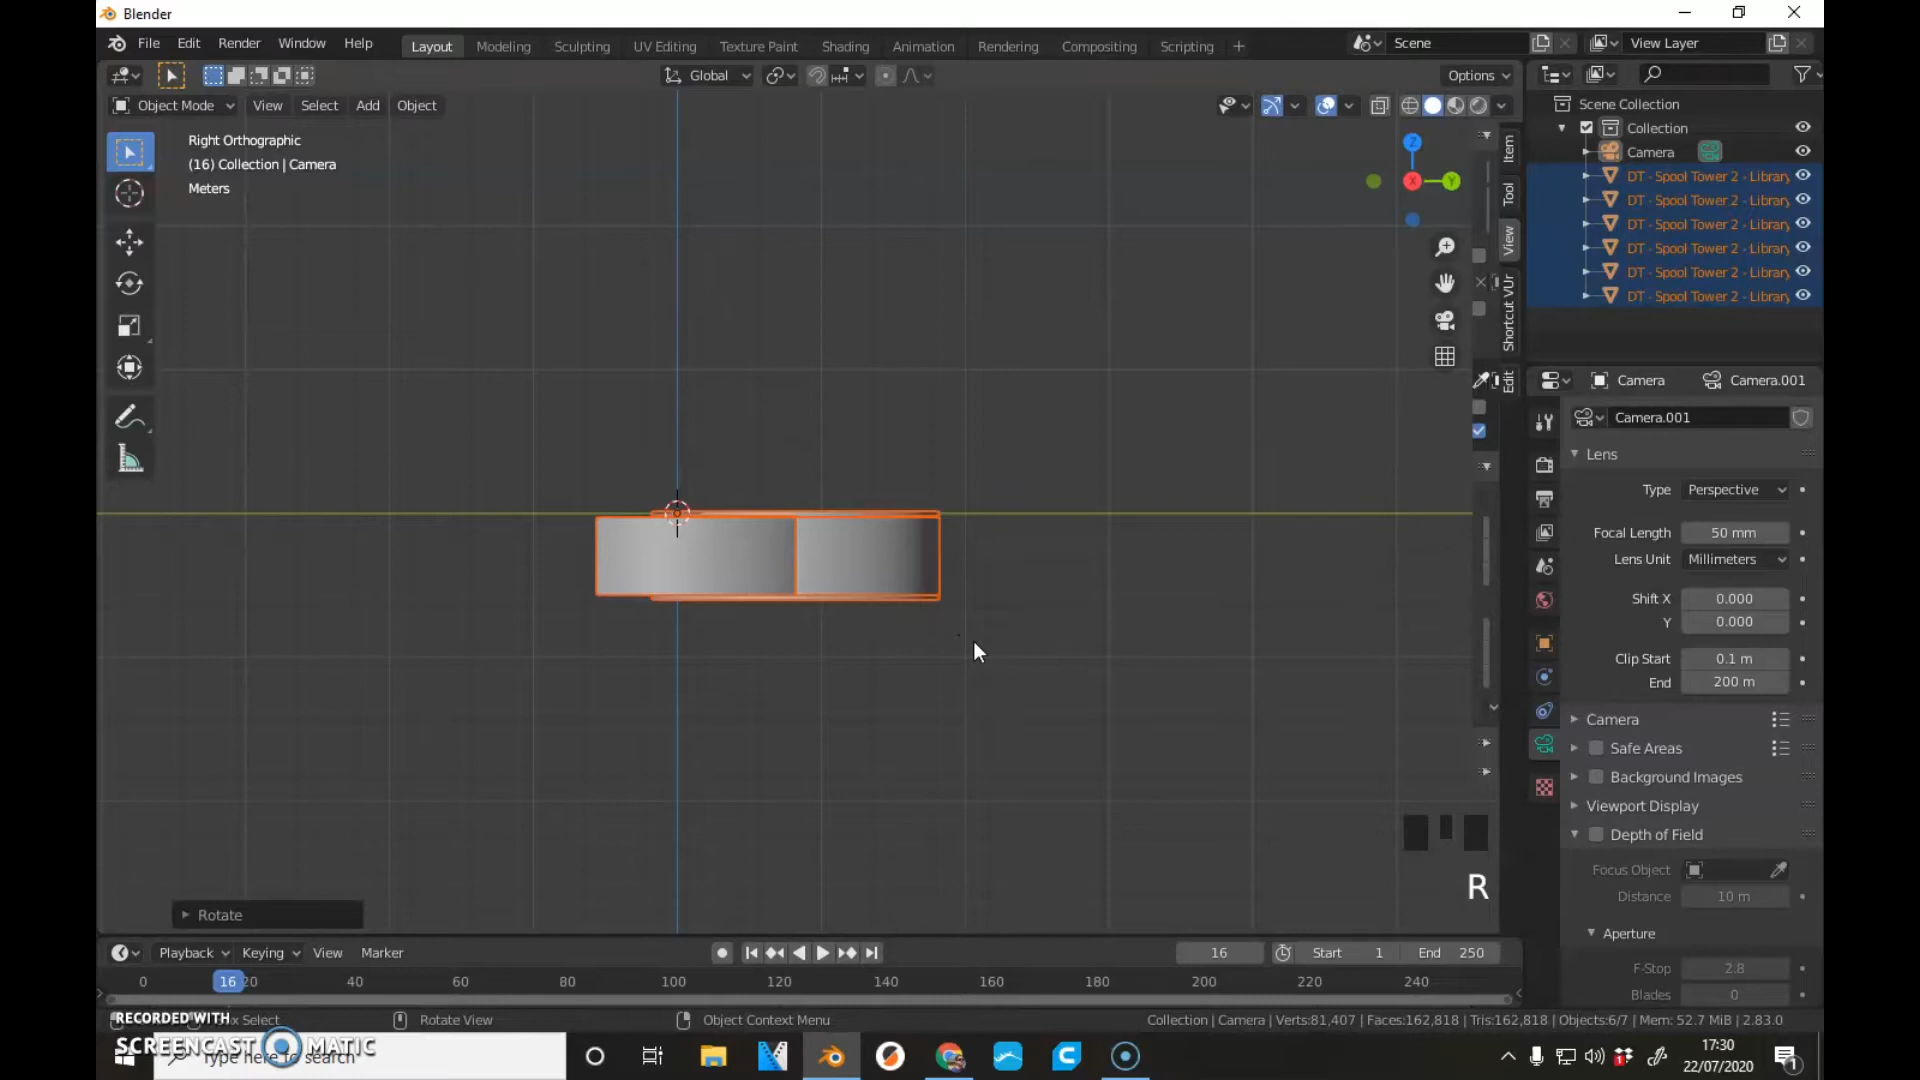 Blender
File Edit Render Window Help
Layout Modeling Sculpting UV Editing Texture Paint Shading Animation Rendering Compositing Scripting +
Scene
View Layer
Global
Options
Object Mode View Select Add Object
Right Orthographic
(16) Collection | Camera
Meters
Z
Y
X
Item
Tool
View
Shortcut VUr
Edit
Scene Collection
Collection
Camera
DT - Spool Tower 2 - Library
DT - Spool Tower 2 - Library
DT - Spool Tower 2 - Library
DT - Spool Tower 2 - Library
DT - Spool Tower 2 - Library
DT - Spool Tower 2 - Library
Camera Camera.001
Camera.001
Lens
Type Perspective
Focal Length 50 mm
Lens Unit Millimeters
Shift X 0.000
Y 0.000
Clip Start 0.1 m
End 200 m
Camera
Safe Areas
Background Images
Viewport Display
Depth of Field
Focus Object
Distance 10 m
Aperture
F-Stop 2.8
Blades 0
R
Rotate
Playback Keying View Marker
16 Start 1 End 250
0 16 20 40 60 80 100 120 140 160 180 200 220 240
Select Rotate View Object Context Menu
Collection | Camera | Verts:81,407 | Faces:162,818 | Tris:162,818 | Objects:6/7 | Mem: 52.7 MiB | 2.83.0
RECORDED WITH
SCREENCAST MATIC
Type here to search
17:30
22/07/2020